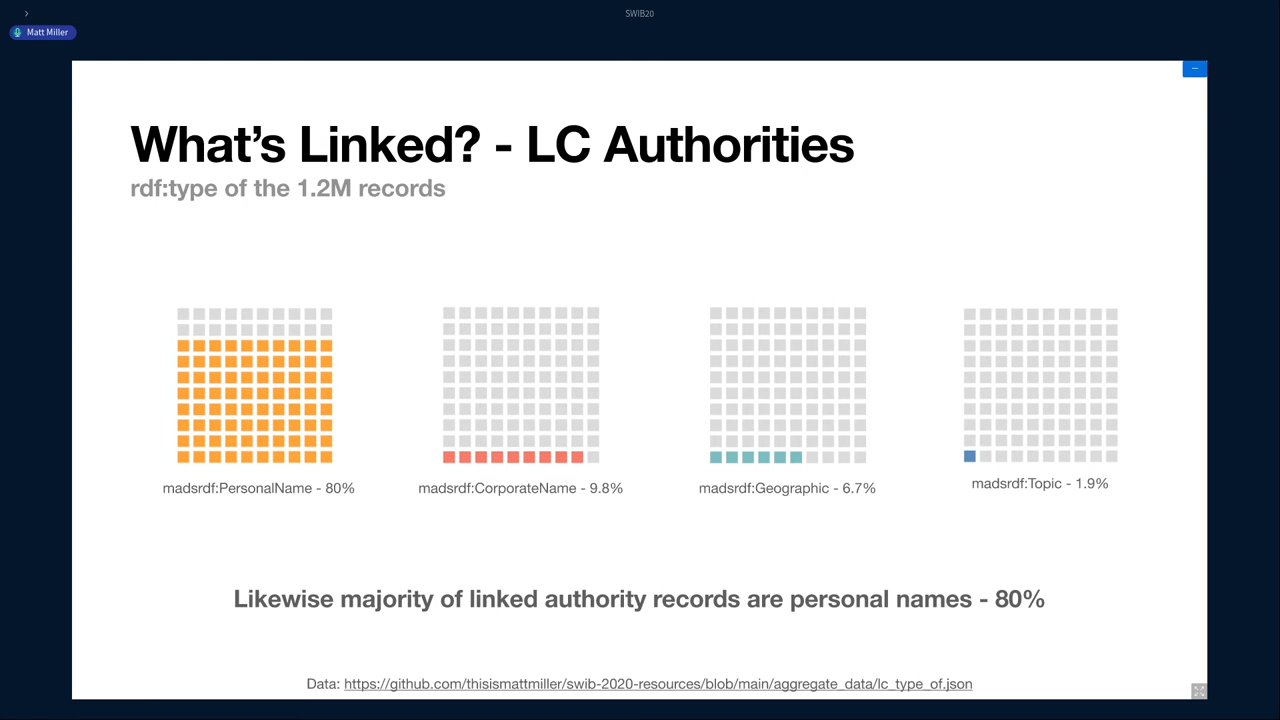 SWIB20
Matt Miller
What's Linked? - LC Authorities
rdf:type of the 1.2M records
madsrdf:PersonalName - 80%
madsrdf:CorporateName - 9.8%
madsrdf:Geographic - 6.7%
madsrdf:Topic - 1.9%
Likewise majority of linked authority records are personal names - 80%
Data: https://github.com/thisismattmiller/swib-2020-resources/blob/main/aggregate_data/lc_type_of.json